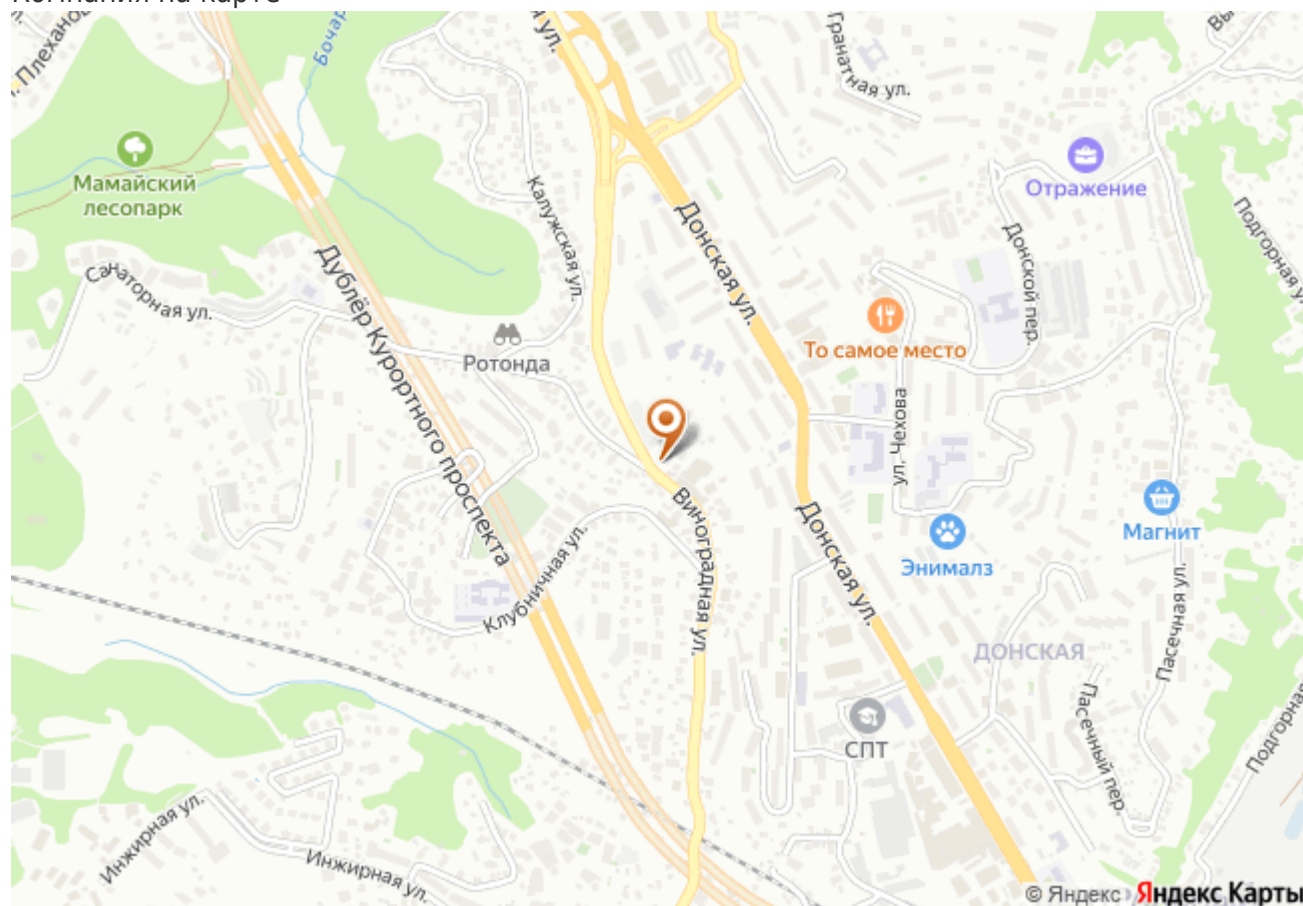 Компания на карте
Бочар
Гранатная ул.
Мамайский
лесопарк
Отражение
Калужская ул.
Донская ул.
Донской пер.
Подгорная у
Санаторная ул.
Дублёр Курортного проспекта
Ротонда
То самое место
ул. Чехова
Виноградная ул.
Магнит
Энималз
Донская ул.
Клубничная ул.
ДОНСКАЯ
Пасечная ул.
Пасечный пер.
Подгорная
СПТ
Инжирная ул.
Инжирная ул.
© Яндекс Яндекс Карты